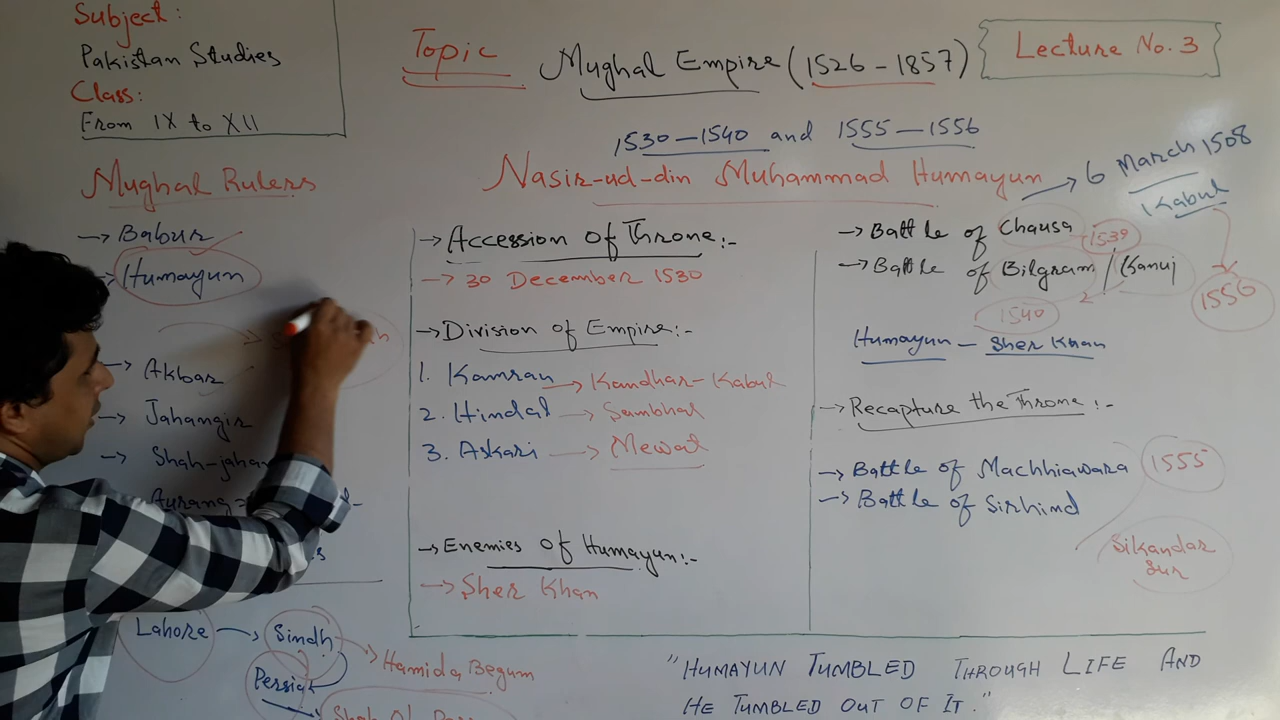 Subject:
Pakistan Studies
Class:
From IX to XII
Topic
Mughal Empire (1526-1857)
Lecture No. 3
1530-1540 and 1555-1556
Nasir-ud-din Muhammad Humayun
→ 6 March 1508
Kabul
1556
Mughal Rulers
→ Babur
Humayun
→ Akbar
→ Jahangir
→ Shah-jahan
Lahore → Sindh
→ Hamida Begum
Persia
→ Accession of Throne:-
→ 30 December 1530
→ Division of Empire:-
1. Kamran → Kandhar-Kabul
2. Hindal → Sambhal
3. Askari → Mewat
→ Enemies of Humayun:-
→ Sher Khan
→ Battle of Chausa 1539
→ Battle of Bilgram / Kanuj
1540
Humayun - Sher Khan
→ Recapture the Throne:-
→ Battle of Machhiawara 1555
→ Battle of Sirhind
Sikandar
Sur
"HUMAYUN TUMBLED THROUGH LIFE AND
HE TUMBLED OUT OF IT."